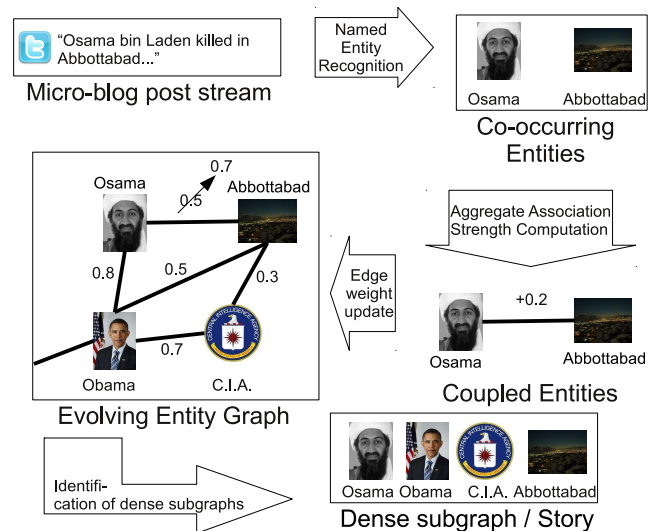 “Osama bin Laden killed in
Abbottabad...”
Micro-blog post stream
Named
Entity
Recognition
Osama
Abbottabad
Co-occurring
Entities
Aggregate Association
Strength Computation
+0.2
Osama
Abbottabad
Coupled Entities
Edge
weight
update
0.7
Osama
0.5
Abbottabad
0.8
0.5
0.3
0.7
CENTRAL INTELLIGENCE AGENCY
Obama
C.I.A.
Evolving Entity Graph
Identifi-
cation of dense subgraphs
Osama Obama C.I.A. Abbottabad
Dense subgraph / Story